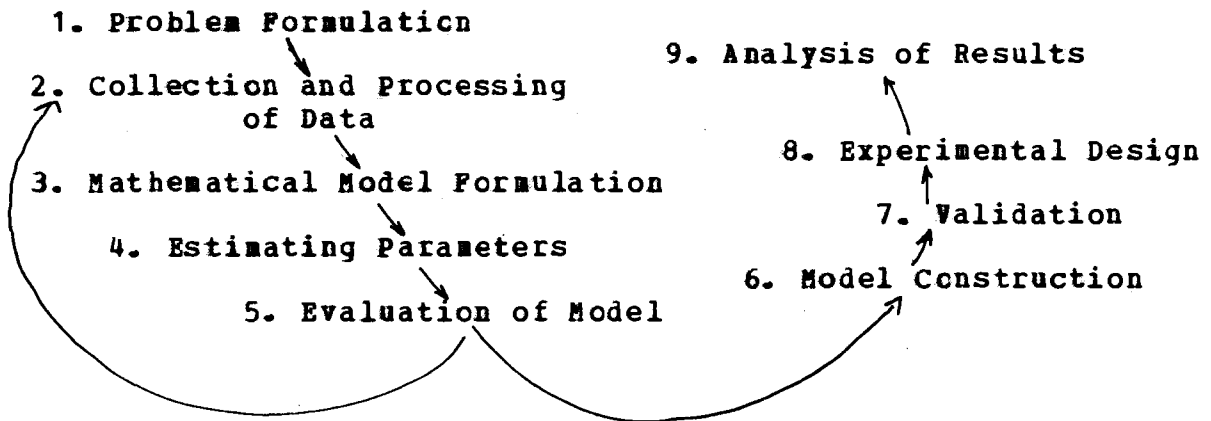 1. Problem Formulation
2. Collection and Processing
of Data
3. Mathematical Model Formulation
4. Estimating Parameters
5. Evaluation of Model
9. Analysis of Results
8. Experimental Design
7. Validation
6. Model Construction